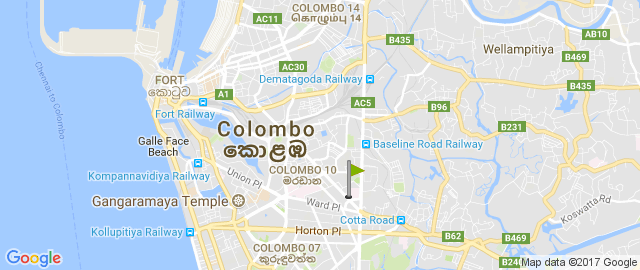 COLOMBO 14
கொழும்பு 14
AC11
B435
AB10
Wellampitiya
AC30
B435
FORT
කොටුව
Dematagoda Railway
A1
AC5
B96
Fort Railway
B231
Colombo
කොළඹ
Galle Face
Beach
Baseline Road Railway
Chennai to Colombo
Kompannavidiya Railway
COLOMBO 10
මරදාන
Union Pl
Gangaramaya Temple
Ward Pl
Koswatta Rd
Cotta Road
Kollupitiya Railway
Horton Pl
B62
B469
COLOMBO 07
කුරුඳුවත්ත
B240
Google
Map data ©2017 Google